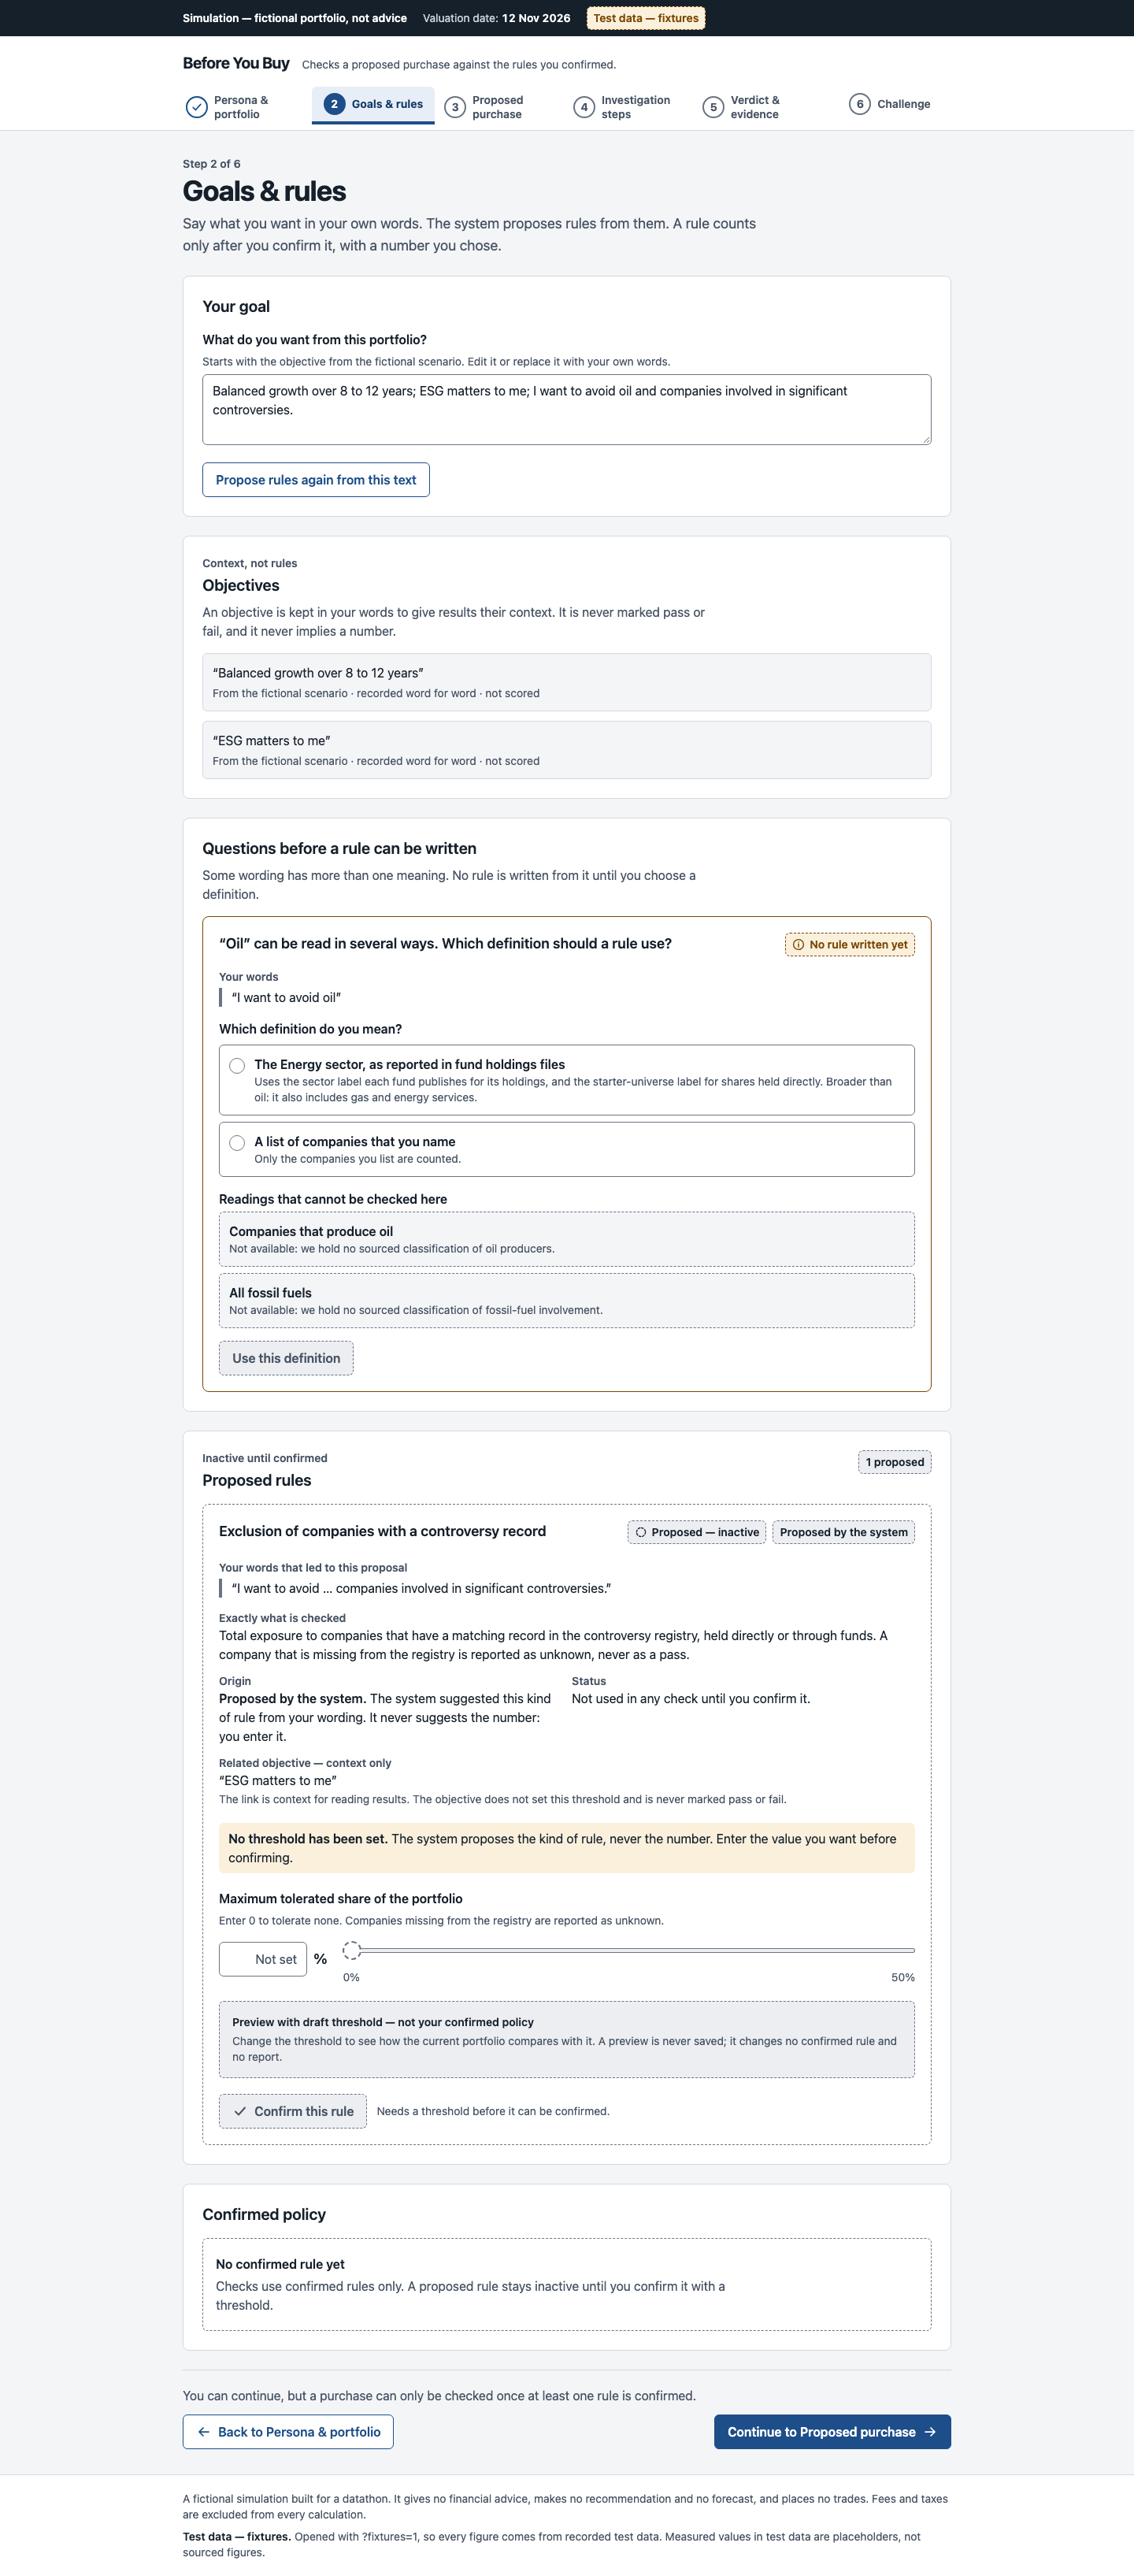 Simulation — fictional portfolio, not advice Valuation date: 12 Nov 2026 Test data — fixtures
Before You Buy Checks a proposed purchase against the rules you confirmed.
Persona &
portfolio
2 Goals & rules
3 Proposed
purchase
4 Investigation
steps
5 Verdict &
evidence
6 Challenge
Step 2 of 6
Goals & rules
Say what you want in your own words. The system proposes rules from them. A rule counts
only after you confirm it, with a number you chose.
Your goal
What do you want from this portfolio?
Starts with the objective from the fictional scenario. Edit it or replace it with your own words.
Balanced growth over 8 to 12 years; ESG matters to me; I want to avoid oil and companies involved in significant
controversies.
Propose rules again from this text
Context, not rules
Objectives
An objective is kept in your words to give results their context. It is never marked pass or
fail, and it never implies a number.
“Balanced growth over 8 to 12 years”
From the fictional scenario · recorded word for word · not scored
“ESG matters to me”
From the fictional scenario · recorded word for word · not scored
Questions before a rule can be written
Some wording has more than one meaning. No rule is written from it until you choose a
definition.
“Oil” can be read in several ways. Which definition should a rule use? No rule written yet
Your words
“I want to avoid oil”
Which definition do you mean?
The Energy sector, as reported in fund holdings files
Uses the sector label each fund publishes for its holdings, and the starter-universe label for shares held directly. Broader than
oil: it also includes gas and energy services.
A list of companies that you name
Only the companies you list are counted.
Readings that cannot be checked here
Companies that produce oil
Not available: we hold no sourced classification of oil producers.
All fossil fuels
Not available: we hold no sourced classification of fossil-fuel involvement.
Use this definition
Inactive until confirmed
Proposed rules
1 proposed
Exclusion of companies with a controversy record Proposed — inactive Proposed by the system
Your words that led to this proposal
“I want to avoid … companies involved in significant controversies.”
Exactly what is checked
Total exposure to companies that have a matching record in the controversy registry, held directly or through funds. A
company that is missing from the registry is reported as unknown, never as a pass.
Origin
Proposed by the system. The system suggested this kind
of rule from your wording. It never suggests the number:
you enter it.
Status
Not used in any check until you confirm it.
Related objective — context only
“ESG matters to me”
The link is context for reading results. The objective does not set this threshold and is never marked pass or fail.
No threshold has been set. The system proposes the kind of rule, never the number. Enter the value you want before
confirming.
Maximum tolerated share of the portfolio
Enter 0 to tolerate none. Companies missing from the registry are reported as unknown.
Not set %
0% 50%
Preview with draft threshold — not your confirmed policy
Change the threshold to see how the current portfolio compares with it. A preview is never saved; it changes no confirmed rule and
no report.
Confirm this rule Needs a threshold before it can be confirmed.
Confirmed policy
No confirmed rule yet
Checks use confirmed rules only. A proposed rule stays inactive until you confirm it with a
threshold.
You can continue, but a purchase can only be checked once at least one rule is confirmed.
← Back to Persona & portfolio Continue to Proposed purchase →
A fictional simulation built for a datathon. It gives no financial advice, makes no recommendation and no forecast, and places no trades. Fees and taxes
are excluded from every calculation.
Test data — fixtures. Opened with ?fixtures=1, so every figure comes from recorded test data. Measured values in test data are placeholders, not
sourced figures.